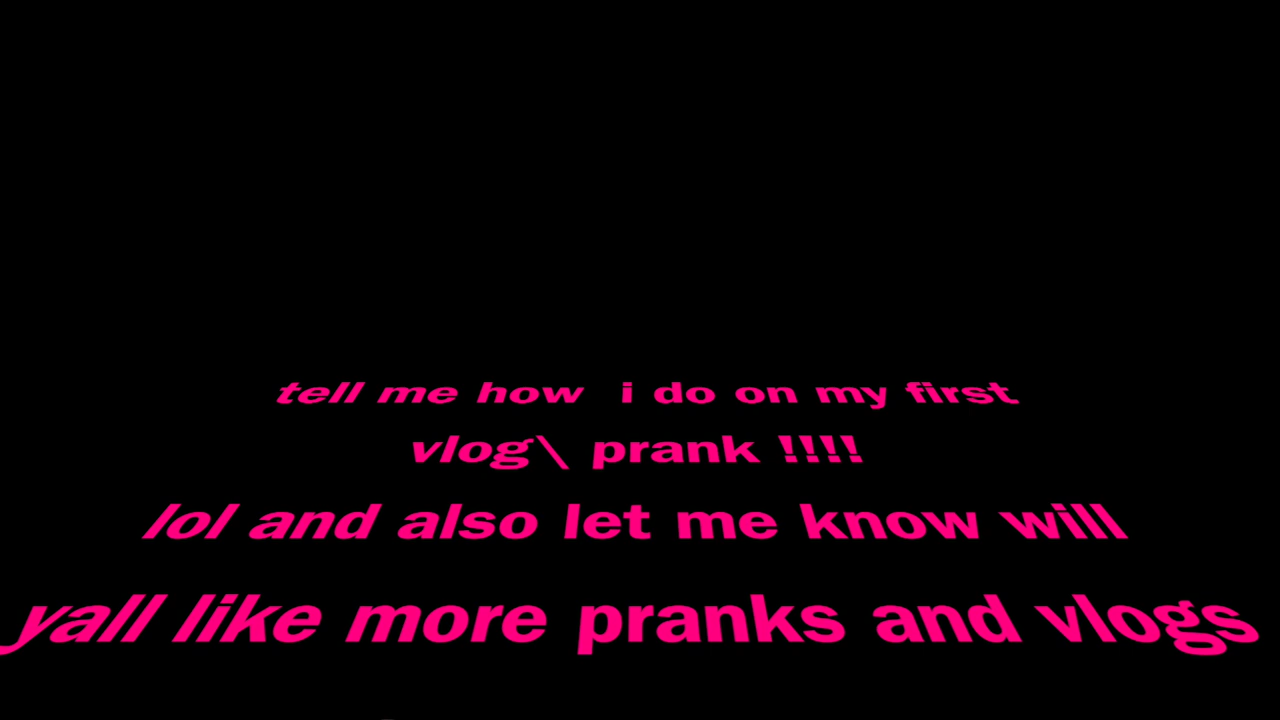 tell me how  i do on my first
vlog\ prank !!!!
lol and also let me know will
yall like more pranks and vlogs